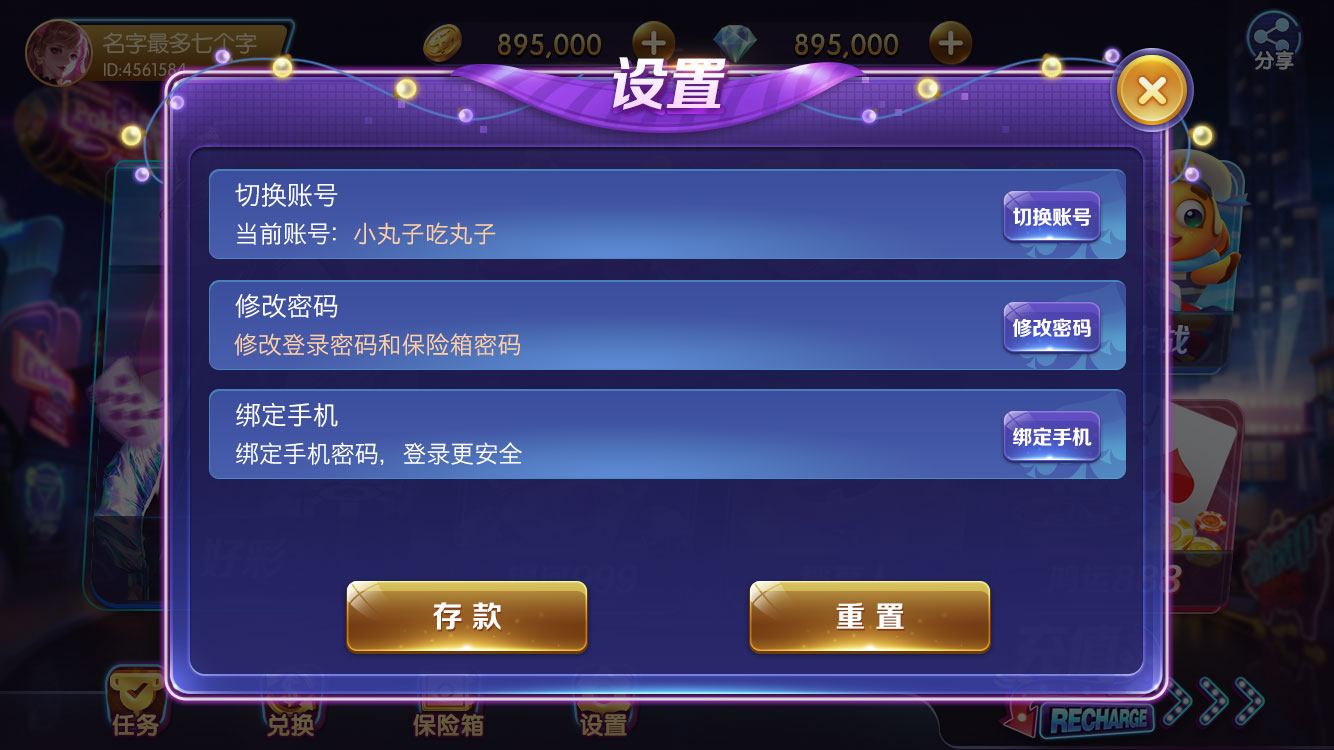 名字最多七个字
ID:4561584
895,000
895,000
分享
设置
切换账号
当前账号：小丸子吃丸子
切换账号
修改密码
修改登录密码和保险箱密码
修改密码
绑定手机
绑定手机密码，登录更安全
绑定手机
存款
重置
任务
兑换
保险箱
设置
RECHARGE